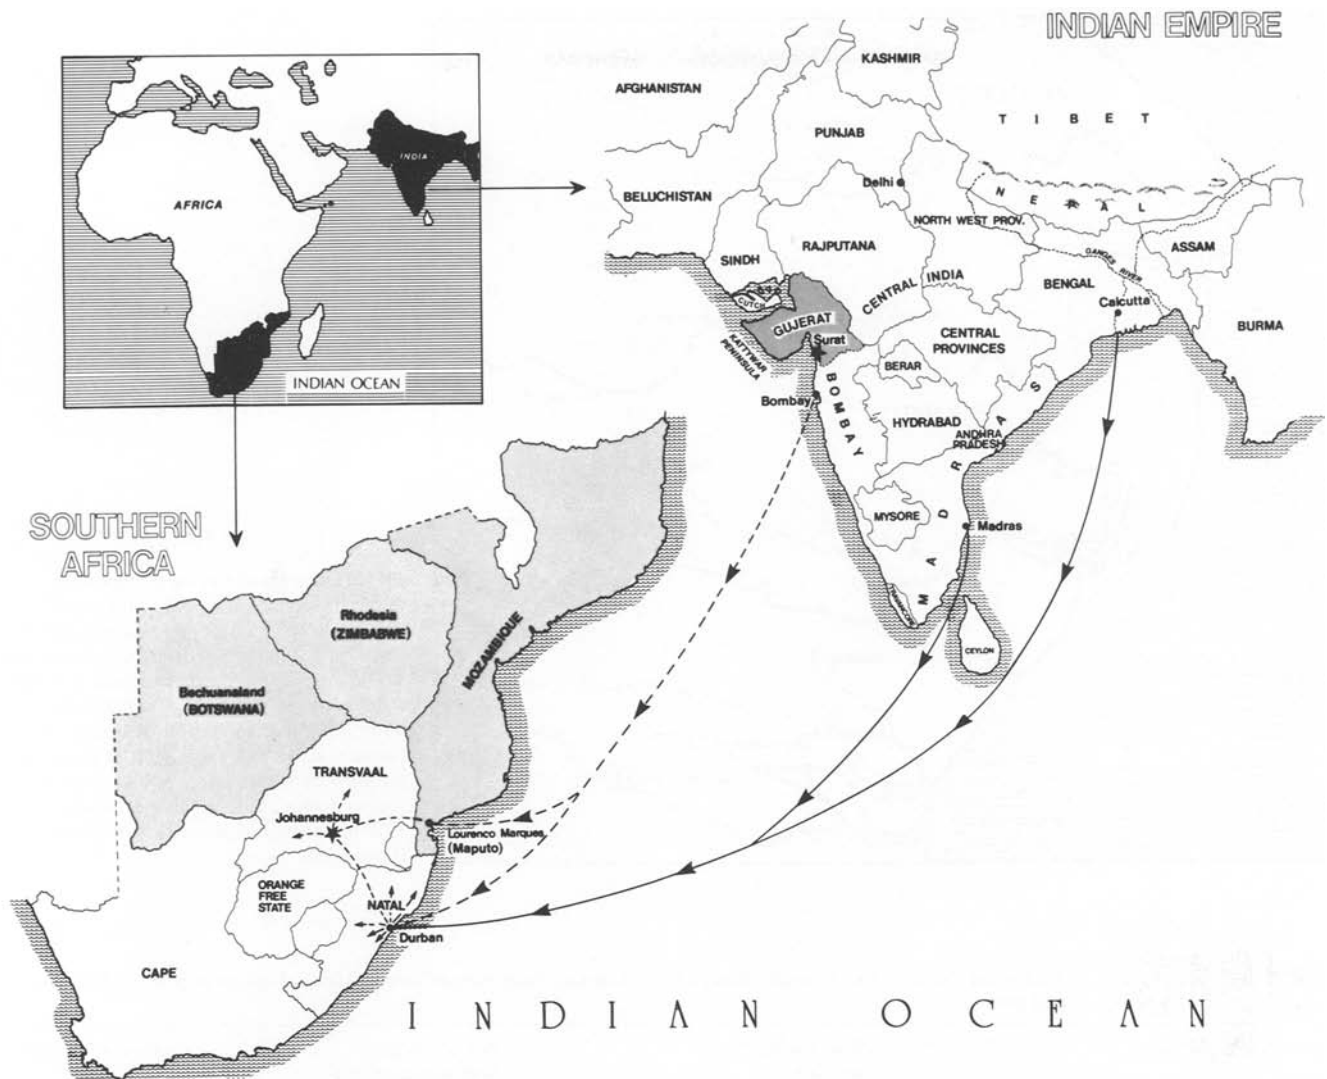 INDIAN EMPIRE
AFRICA
INDIA
INDIAN OCEAN
AFGHANISTAN
KASHMIR
PUNJAB
TIBET
BELUCHISTAN
Delhi
NEPAL
NORTH WEST PROV.
ASSAM
SINDH
RAJPUTANA
GANGES RIVER
CENTRAL INDIA
BENGAL
Calcutta
CUTCH
GUJERAT
Surat
KATTYWAR
PENINSULA
CENTRAL
PROVINCES
BURMA
BERAR
Bombay
BOMBAY
HYDRABAD
ANDHRA
PRADESH
MADRAS
MYSORE
Madras
CEYLON
SOUTHERN
AFRICA
Rhodesia
(ZIMBABWE)
MOZAMBIQUE
Bechuanaland
(BOTSWANA)
TRANSVAAL
Johannesburg
Lourenco Marques
(Maputo)
ORANGE
FREE
STATE
NATAL
Durban
CAPE
INDIAN OCEAN